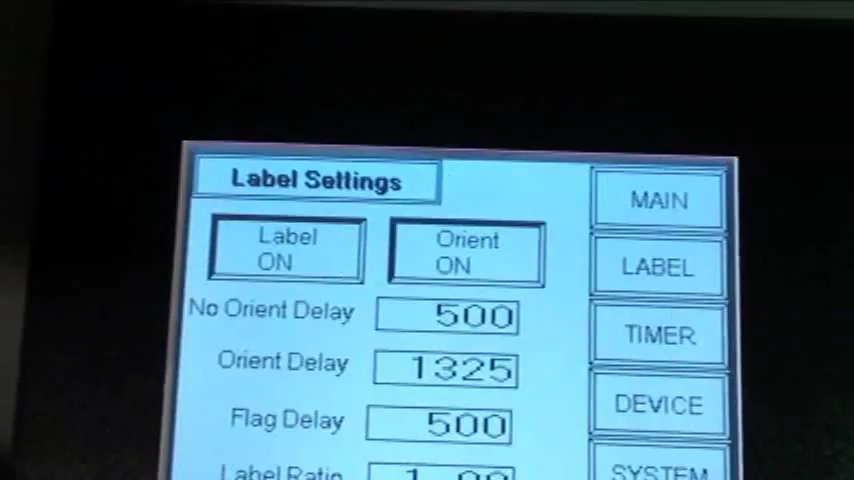 Label Settings
Label
ON
Orient
ON
No Orient Delay 500
Orient Delay 1325
Flag Delay 500
Label Ratio 1.00
MAIN
LABEL
TIMER
DEVICE
SYSTEM